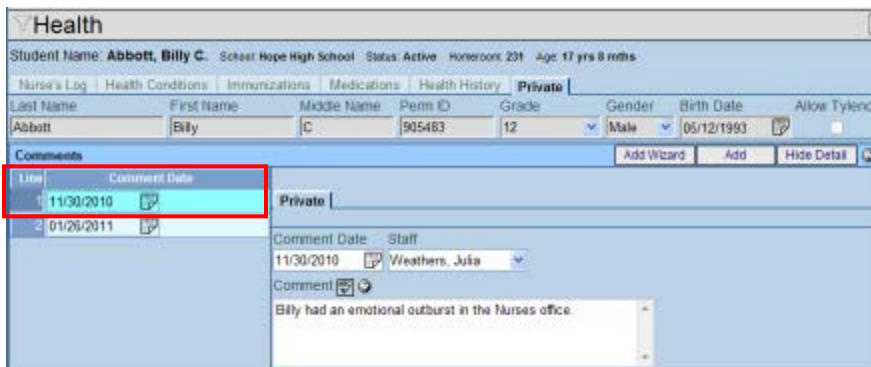 Health
Student Name: Abbott, Billy C. School: Hope High School Status: Active Homeroom: 231 Age: 17 yrs 8 mths
Nurse's Log Health Conditions Immunizations Medications Health History Private
Last Name First Name Middle Name Perm ID Grade Gender Birth Date Allow Tyleno
Abbott Billy C 905483 12 Male 05/12/1993
Comments Add Wizard Add Hide Detail
Line Comment Date
1 11/30/2010 Private
2 01/26/2011
Comment Date Staff
11/30/2010 Weathers, Julia
Comment
Billy had an emotional outburst in the Nurses office.